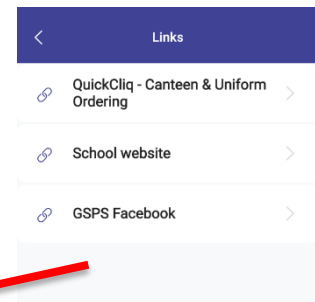 Links
QuickCliq - Canteen & Uniform
Ordering
School website
GSPS Facebook